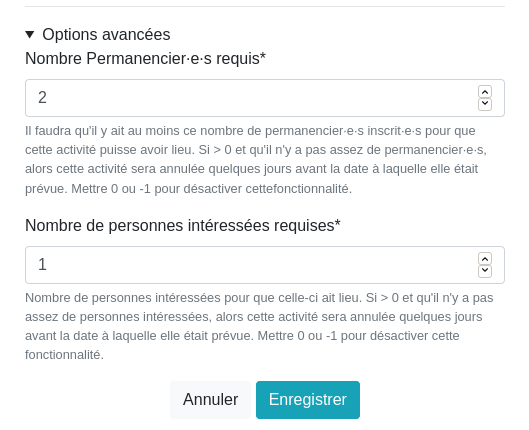 ▼ Options avancées
Nombre Permanencier·e·s requis*
2
Il faudra qu'il y ait au moins ce nombre de permanencier·e·s inscrit·e·s pour que
cette activité puisse avoir lieu. Si > 0 et qu'il n'y a pas assez de permanencier·e·s,
alors cette activité sera annulée quelques jours avant la date à laquelle elle était
prévue. Mettre 0 ou -1 pour désactiver cettefonctionnalité.
Nombre de personnes intéressées requises*
1
Nombre de personnes intéressées pour que celle-ci ait lieu. Si > 0 et qu'il n'y a pas
assez de personnes intéressées, alors cette activité sera annulée quelques jours
avant la date à laquelle elle était prévue. Mettre 0 ou -1 pour désactiver cette
fonctionnalité.
Annuler Enregistrer